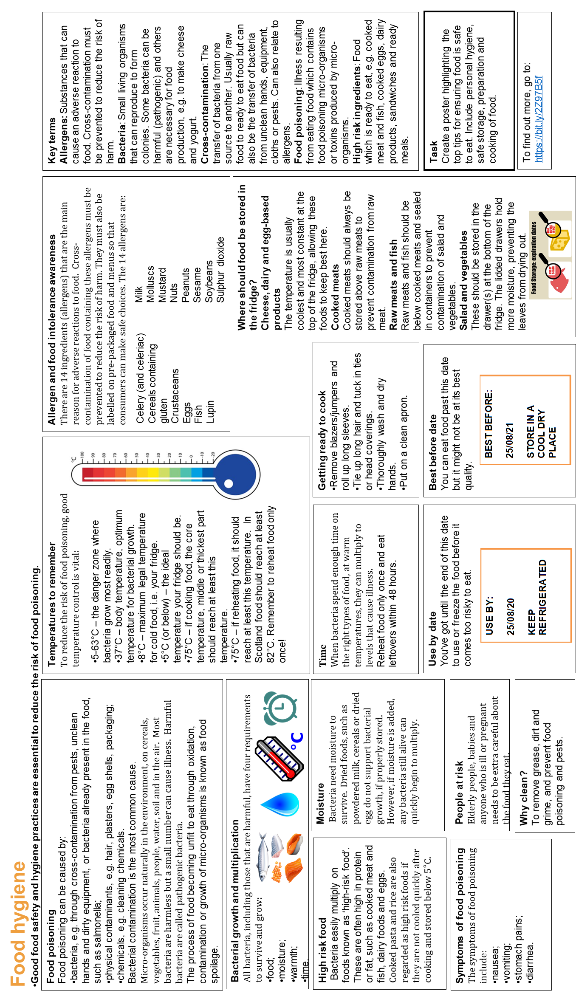 Food hygiene
•Good food safety and hygiene practices are essential to reduce the risk of food poisoning.
Food poisoning
Food poisoning can be caused by:
•bacteria, e.g. through cross-contamination from pests, unclean
hands and dirty equipment, or bacteria already present in the food,
such as salmonella;
•physical contaminants, e.g. hair, plasters, egg shells, packaging;
•chemicals, e.g. cleaning chemicals.
Bacterial contamination is the most common cause.
Micro-organisms occur naturally in the environment, on cereals,
vegetables, fruit, animals, people, water, soil and in the air. Most
bacteria are harmless but a small number can cause illness. Harmful
bacteria are called pathogenic bacteria.
The process of food becoming unfit to eat through oxidation,
contamination or growth of micro-organisms is known as food
spoilage.
Bacterial growth and multiplication
All bacteria, including those that are harmful, have four requirements
to survive and grow:
•food;
•moisture;
•warmth;
•time.
°C
High risk food
Bacteria easily multiply on
foods known as ‘high-risk food’.
These are often high in protein
or fat, such as cooked meat and
fish, dairy foods and eggs.
Cooked pasta and rice are also
regarded as high risk foods if
they are not cooled quickly after
cooking and stored below 5°C.
Moisture
Bacteria need moisture to
survive. Dried foods, such as
powdered milk, cereals or dried
egg do not support bacterial
growth, if properly stored.
However, if moisture is added,
any bacteria still alive can
quickly begin to multiply.
Symptoms of food poisoning
The symptoms of food poisoning
include:
•nausea;
•vomiting;
•stomach pains;
•diarrhea.
People at risk
Elderly people, babies and
anyone who is ill or pregnant
needs to be extra careful about
the food they eat.
Why clean?
To remove grease, dirt and
grime, and prevent food
poisoning and pests.
Temperatures to remember
To reduce the risk of food poisoning, good
temperature control is vital:
•5-63°C – the danger zone where
bacteria grow most readily.
•37°C – body temperature, optimum
temperature for bacterial growth.
•8°C – maximum legal temperature
for cold food, i.e. your fridge.
•5°C (or below) – the ideal
temperature your fridge should be.
•75°C – if cooking food, the core
temperature, middle or thickest part
should reach at least this
temperature.
•75°C – if reheating food, it should
reach at least this temperature. In
Scotland food should reach at least
82°C. Remember to reheat food only
once!
°C
100
90
80
70
60
50
40
30
20
10
0
-10
-20
Time
When bacteria spend enough time on
the right types of food, at warm
temperatures, they can multiply to
levels that cause illness.
Reheat food only once and eat
leftovers within 48 hours.
Getting ready to cook
•Remove blazers/jumpers and
roll up long sleeves.
•Tie up long hair and tuck in ties
or head coverings.
•Thoroughly wash and dry
hands.
•Put on a clean apron.
Use by date
You’ve got until the end of this date
to use or freeze the food before it
comes too risky to eat.
USE BY:
25/08/20
KEEP
REFRIGERATED
Best before date
You can eat food past this date
but it might not be at its best
quality.
BEST BEFORE:
25/08/21
STORE IN A
COOL DRY
PLACE
Allergen and food intolerance awareness
There are 14 ingredients (allergens) that are the main
reason for adverse reactions to food. Cross-
contamination of food containing these allergens must be
prevented to reduce the risk of harm. They must also be
labelled on pre-packaged food and menus so that
consumers can make safe choices. The 14 allergens are:
Celery (and celeriac)
Cereals containing
gluten
Crustaceans
Eggs
Fish
Lupin
Milk
Molluscs
Mustard
Nuts
Peanuts
Sesame
Soybeans
Sulphur dioxide
Where should food be stored in
the fridge?
Cheese, dairy and egg-based
products
The temperature is usually
coolest and most constant at the
top of the fridge, allowing these
foods to keep best here.
Cooked meats
Cooked meats should always be
stored above raw meats to
prevent contamination from raw
meat.
Raw meats and fish
Raw meats and fish should be
below cooked meats and sealed
in containers to prevent
contamination of salad and
vegetables.
Salad and vegetables
These should be stored in the
drawer(s) at the bottom of the
fridge. The lidded drawers hold
more moisture, preventing the
leaves from drying out.
Food Storage: expiration dates
USE BY
24 AUG
BEST
BEFORE
16 OCT
Key terms
Allergens: Substances that can
cause an adverse reaction to
food. Cross-contamination must
be prevented to reduce the risk of
harm.
Bacteria: Small living organisms
that can reproduce to form
colonies. Some bacteria can be
harmful (pathogenic) and others
are necessary for food
production, e.g. to make cheese
and yogurt.
Cross-contamination: The
transfer of bacteria from one
source to another. Usually raw
food to ready to eat food but can
also be the transfer of bacteria
from unclean hands, equipment,
cloths or pests. Can also relate to
allergens.
Food poisoning: Illness resulting
from eating food which contains
food poisoning micro-organisms
or toxins produced by micro-
organisms.
High risk ingredients: Food
which is ready to eat, e.g. cooked
meat and fish, cooked eggs, dairy
products, sandwiches and ready
meals.
Task
Create a poster highlighting the
top tips for ensuring food is safe
to eat. Include personal hygiene,
safe storage, preparation and
cooking of food.
To find out more, go to:
https://bit.ly/2Z97B5f